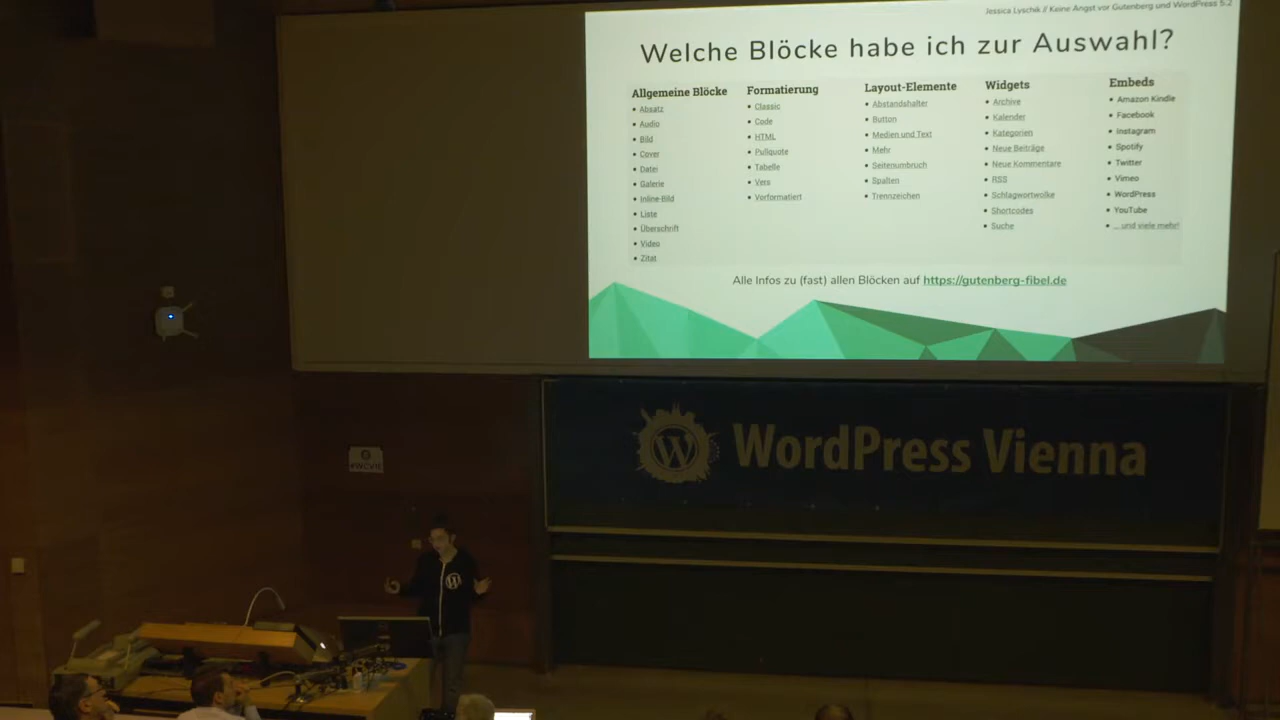 Jessica Lyschik // Keine Angst vor Gutenberg und WordPress 5.2
Welche Blöcke habe ich zur Auswahl?
Allgemeine Blöcke
• Absatz
• Audio
• Bild
• Cover
• Datei
• Galerie
• Inline-Bild
• Liste
• Überschrift
• Video
• Zitat
Formatierung
• Classic
• Code
• HTML
• Pullquote
• Tabelle
• Vers
• Vorformatiert
Layout-Elemente
• Abstandshalter
• Button
• Medien und Text
• Mehr
• Seitenumbruch
• Spalten
• Trennzeichen
Widgets
• Archive
• Kalender
• Kategorien
• Neue Beiträge
• Neue Kommentare
• RSS
• Schlagwortwolke
• Shortcodes
• Suche
Embeds
• Amazon Kindle
• Facebook
• Instagram
• Spotify
• Twitter
• Vimeo
• WordPress
• YouTube
• ... und viele mehr!
Alle Infos zu (fast) allen Blöcken auf https://gutenberg-fibel.de
WordPress Vienna
#WCVIE